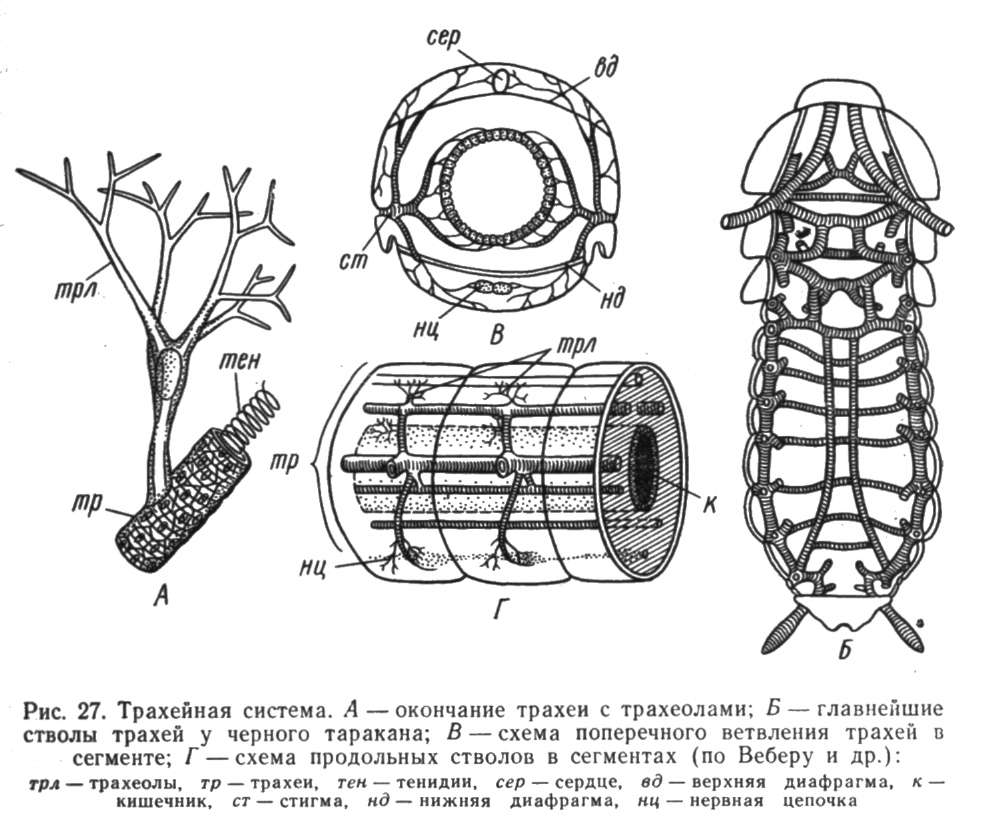 сер
вд
трл
ст
нд
нц
В
тен
трл
тр
тр
к
нц
А
Г
Б
Рис. 27. Трахейная система. А — окончание трахеи с трахеолами; Б — главнейшие
стволы трахей у черного таракана; В — схема поперечного ветвления трахей в
сегменте; Г — схема продольных стволов в сегментах (по Веберу и др.):
трл — трахеолы, тр — трахеи, тен — тенидии, сер — сердце, вд — верхняя диафрагма, к —
кишечник, ст — стигма, нд — нижняя диафрагма, нц — нервная цепочка